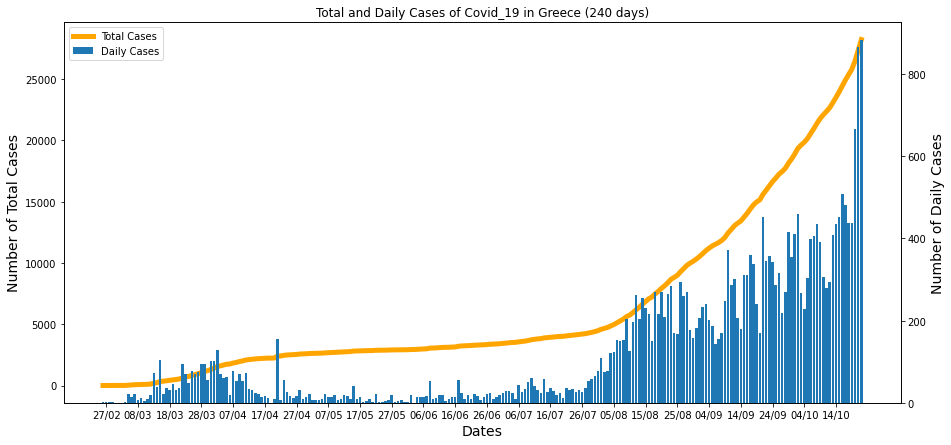 Total and Daily Cases of Covid_19 in Greece (240 days)
Total Cases
Daily Cases
Number of Total Cases
25000
20000
15000
10000
5000
0
Number of Daily Cases
800
600
400
200
0
27/02 08/03 18/03 28/03 07/04 17/04 27/04 07/05 17/05 27/05 06/06 16/06 26/06 06/07 16/07 26/07 05/08 15/08 25/08 04/09 14/09 24/09 04/10 14/10
Dates